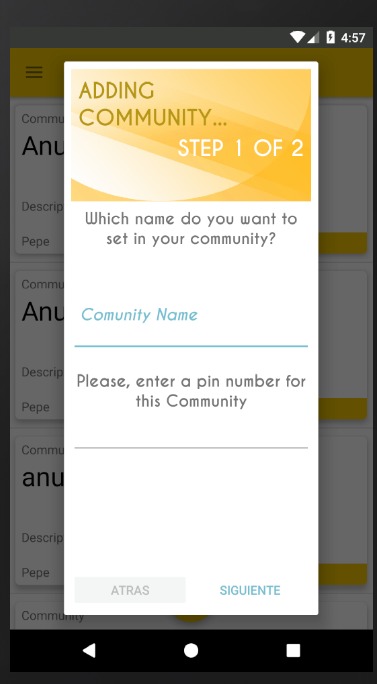 4:57
Commu
Anu
Descrip
Pepe
Commu
Anu
Descrip
Pepe
Commu
anu
Descrip
Pepe
Community
ADDING
COMMUNITY...
STEP 1 OF 2
Which name do you want to
set in your community?
Comunity Name
Please, enter a pin number for
this Community
ATRAS
SIGUIENTE